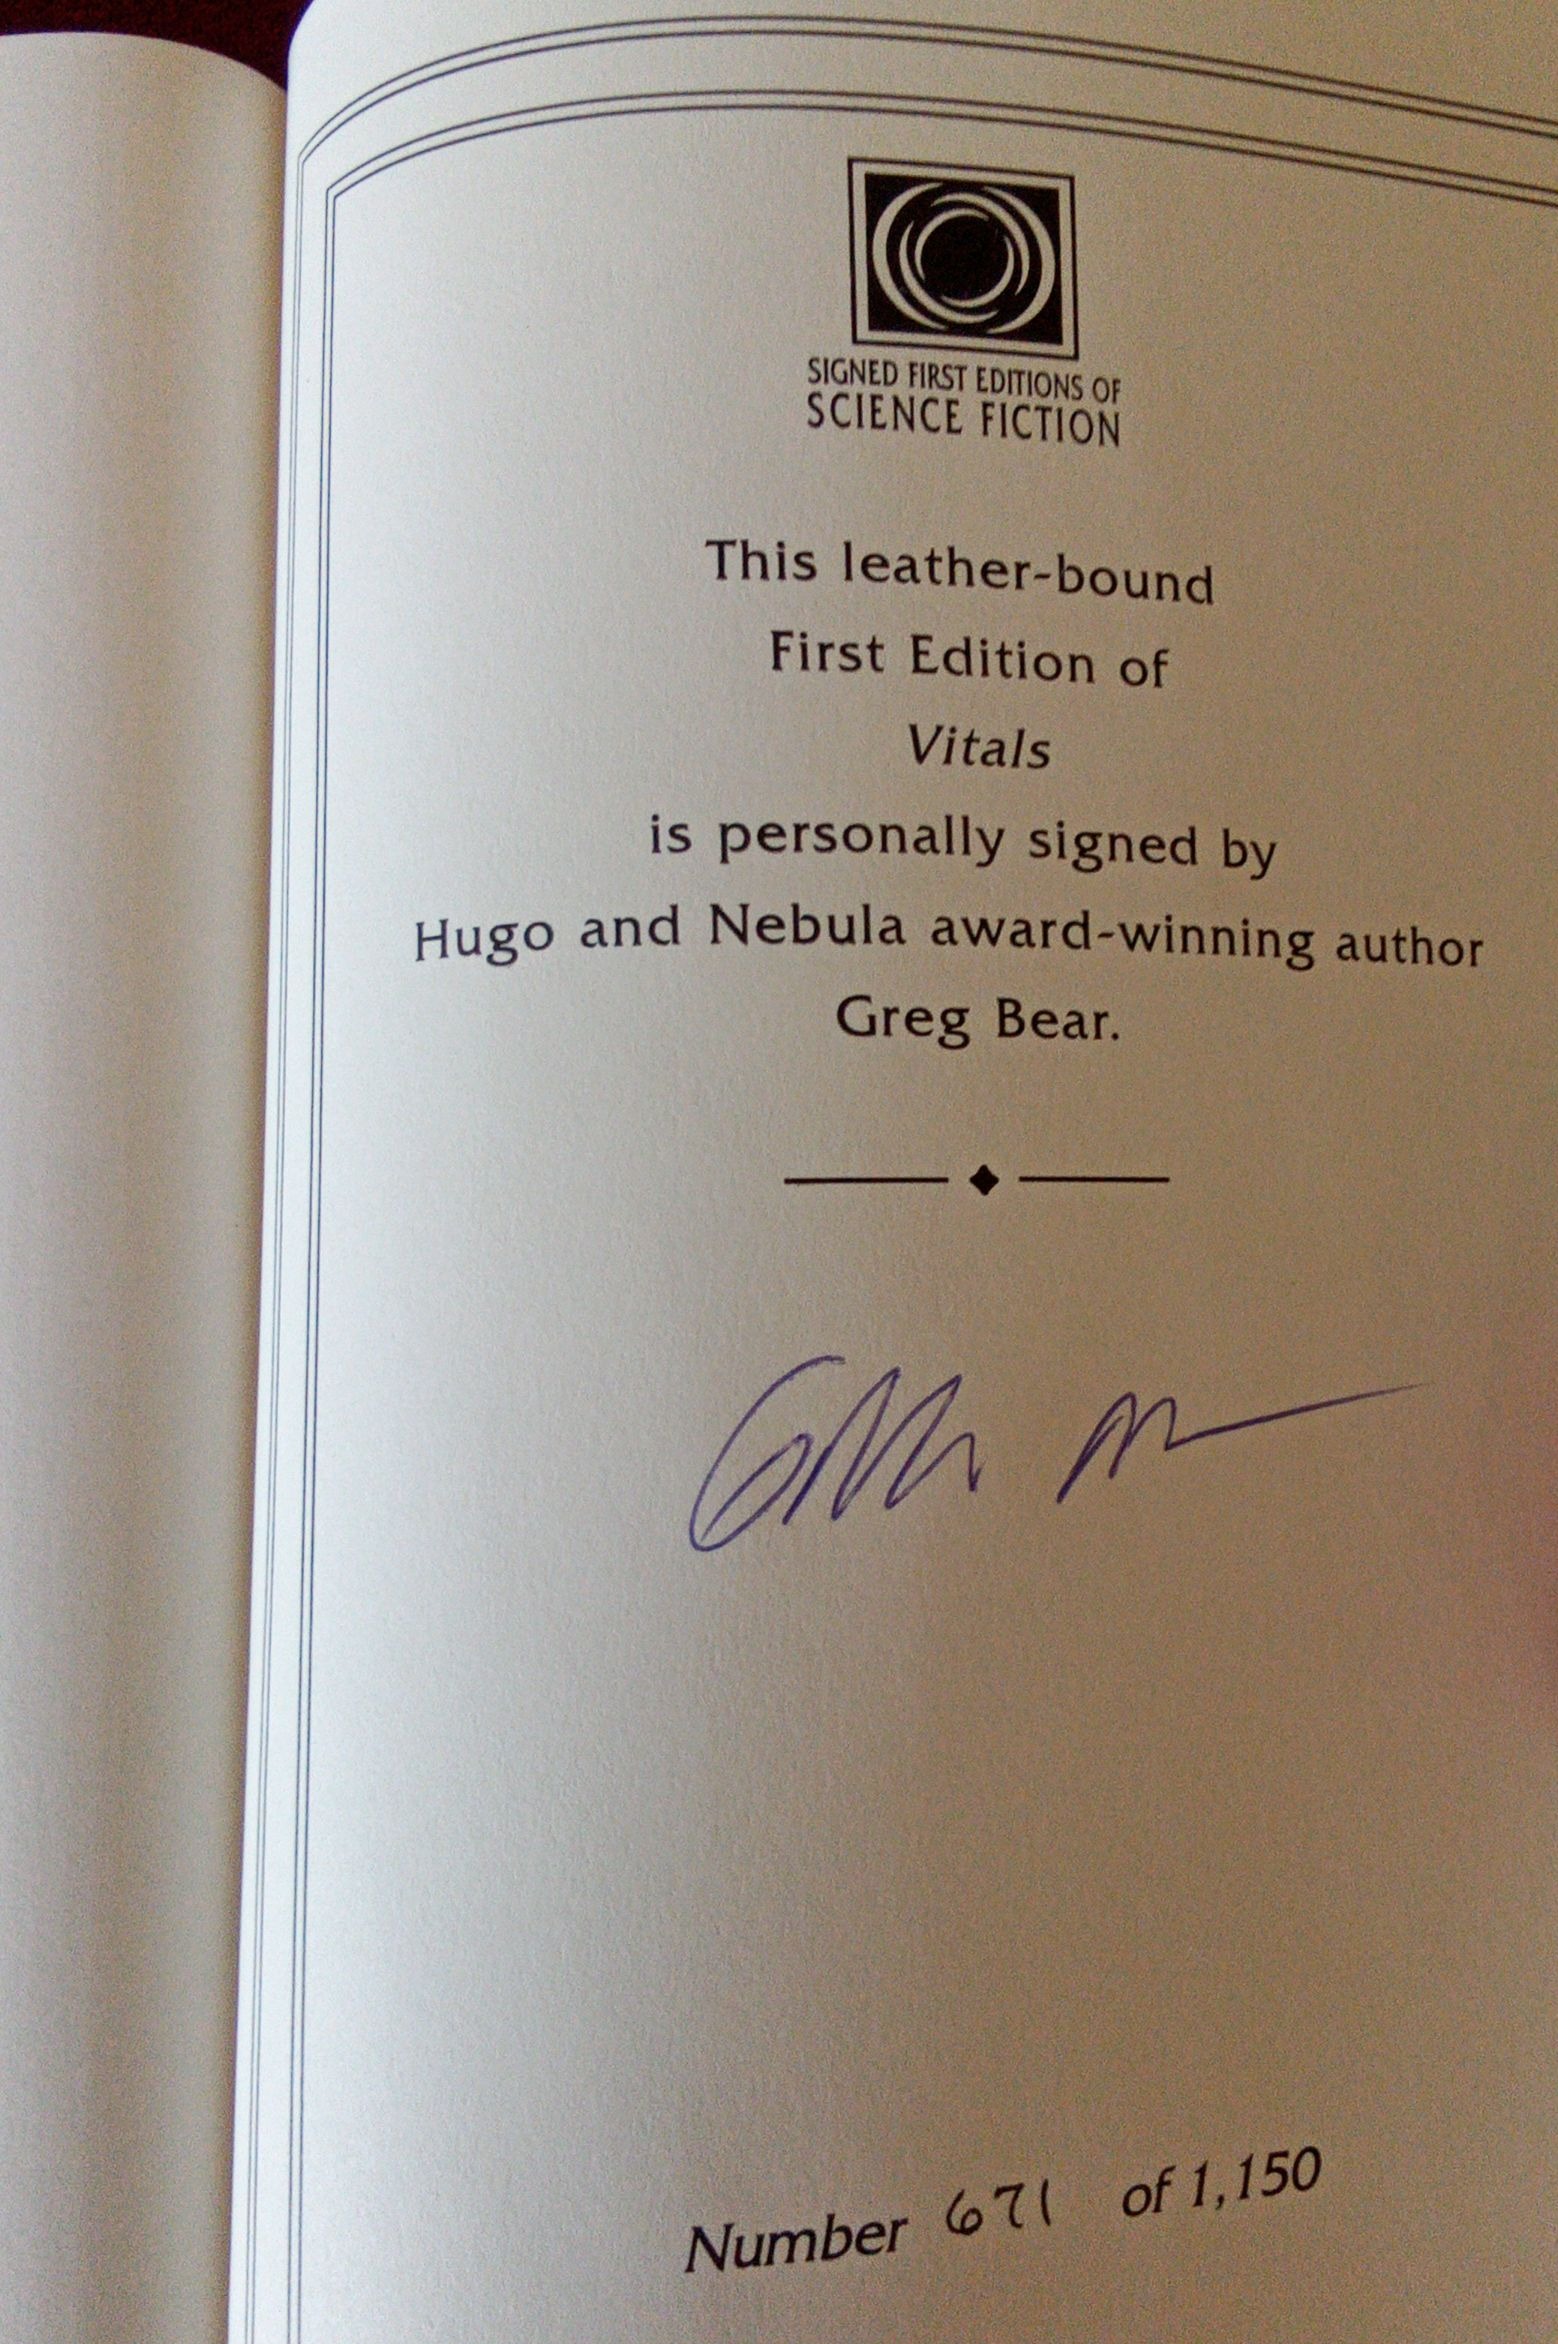 SIGNED FIRST EDITIONS OF
SCIENCE FICTION
This leather-bound
First Edition of
Vitals
is personally signed by
Hugo and Nebula award-winning author
Greg Bear.
Number 671 of 1,150